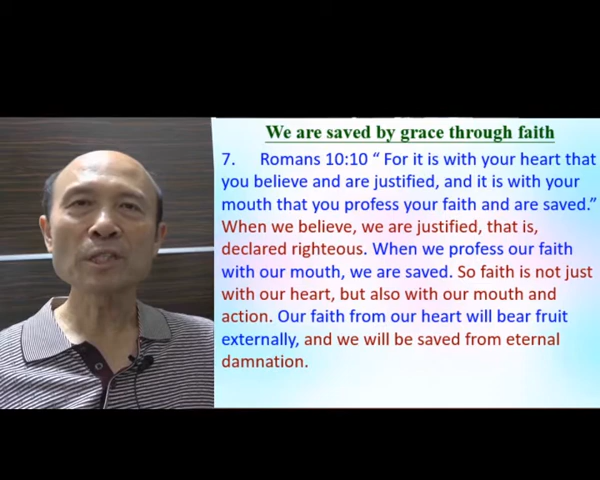 We are saved by grace through faith
7. Romans 10:10 “ For it is with your heart that
you believe and are justified, and it is with your
mouth that you profess your faith and are saved.”
When we believe, we are justified, that is,
declared righteous. When we profess our faith
with our mouth, we are saved. So faith is not just
with our heart, but also with our mouth and
action. Our faith from our heart will bear fruit
externally, and we will be saved from eternal
damnation.